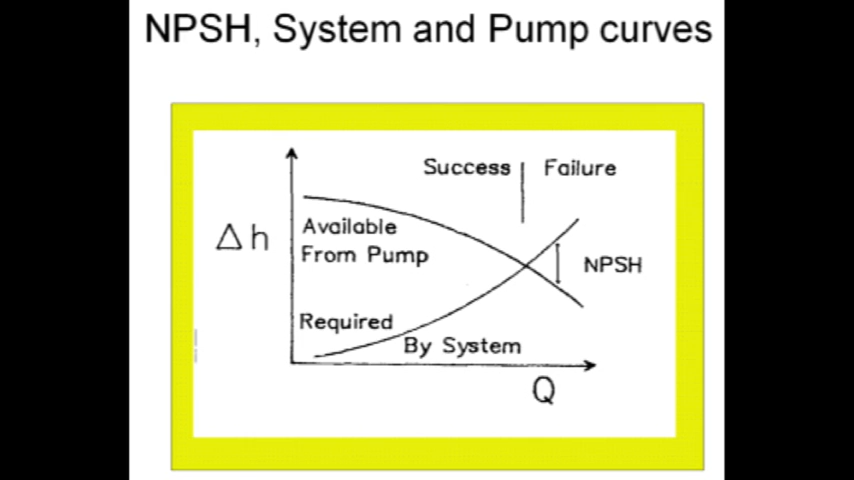 NPSH, System and Pump curves
Success | Failure
Δh
Available
From Pump
NPSH
Required
By System
Q